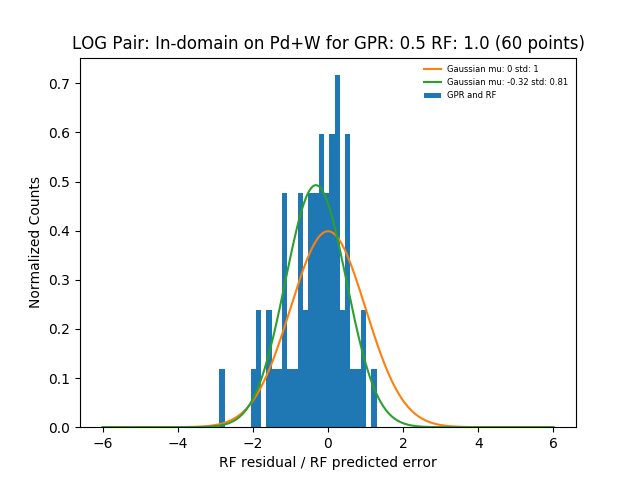 LOG Pair: In-domain on Pd+W for GPR: 0.5 RF: 1.0 (60 points)
Gaussian mu: 0 std: 1
Gaussian mu: -0.32 std: 0.81
GPR and RF
Normalized Counts
0.7
0.6
0.5
0.4
0.3
0.2
0.1
0.0
−6 −4 −2 0 2 4 6
RF residual / RF predicted error